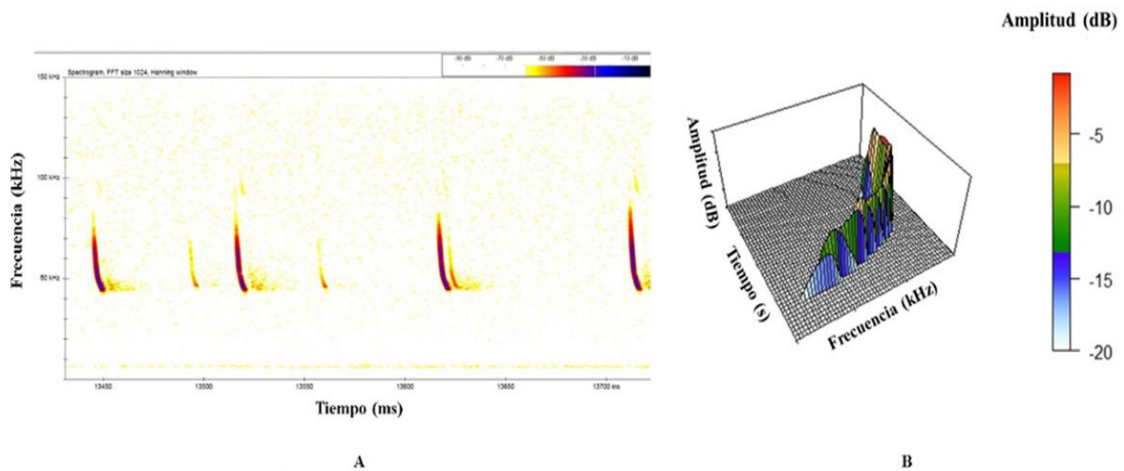 Amplitud (dB)
-90 dB -70 dB -50 dB -30 dB -10 dB
Spectrogram, FFT size 1024, Hanning window
150 kHz
100 kHz
50 kHz
Frecuencia (kHz)
13450 13500 13550 13600 13650 13700 ms
Tiempo (ms)
A
Amplitud (dB)
Tiempo (s)
Frecuencia (kHz)
-5
-10
-15
-20
B